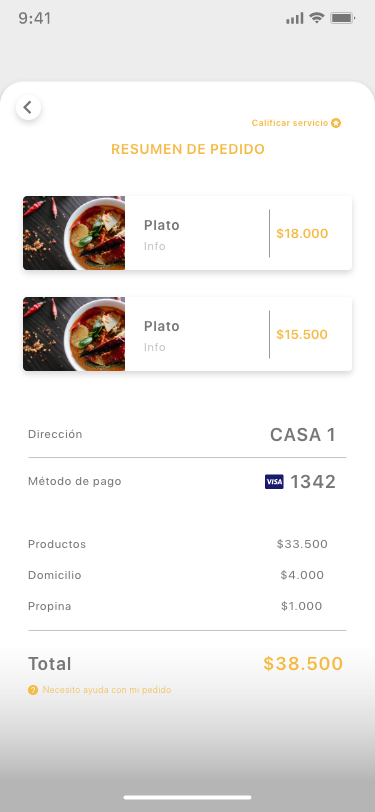 9:41
Calificar servicio
RESUMEN DE PEDIDO
Plato
Info
$18.000
Plato
Info
$15.500
Dirección CASA 1
Método de pago VISA 1342
Productos $33.500
Domicilio $4.000
Propina $1.000
Total $38.500
? Necesito ayuda con mi pedido